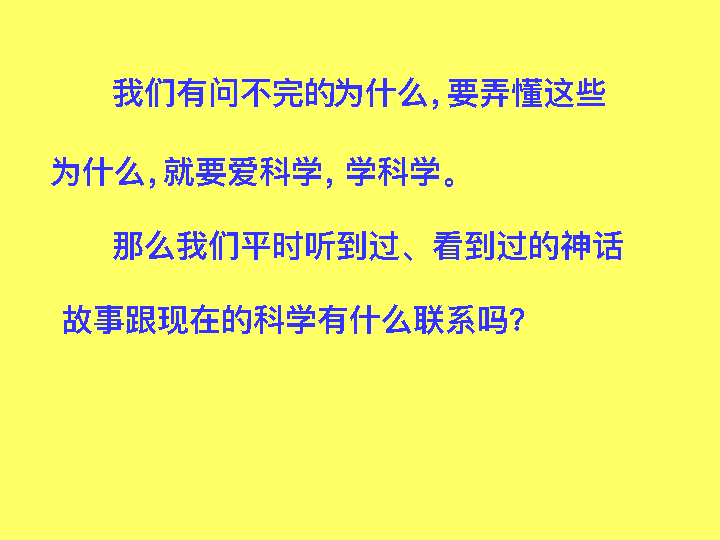 我们有问不完的为什么,要弄懂这些
为什么,就要爱科学,学科学。
那么我们平时听到过、看到过的神话
故事跟现在的科学有什么联系吗?